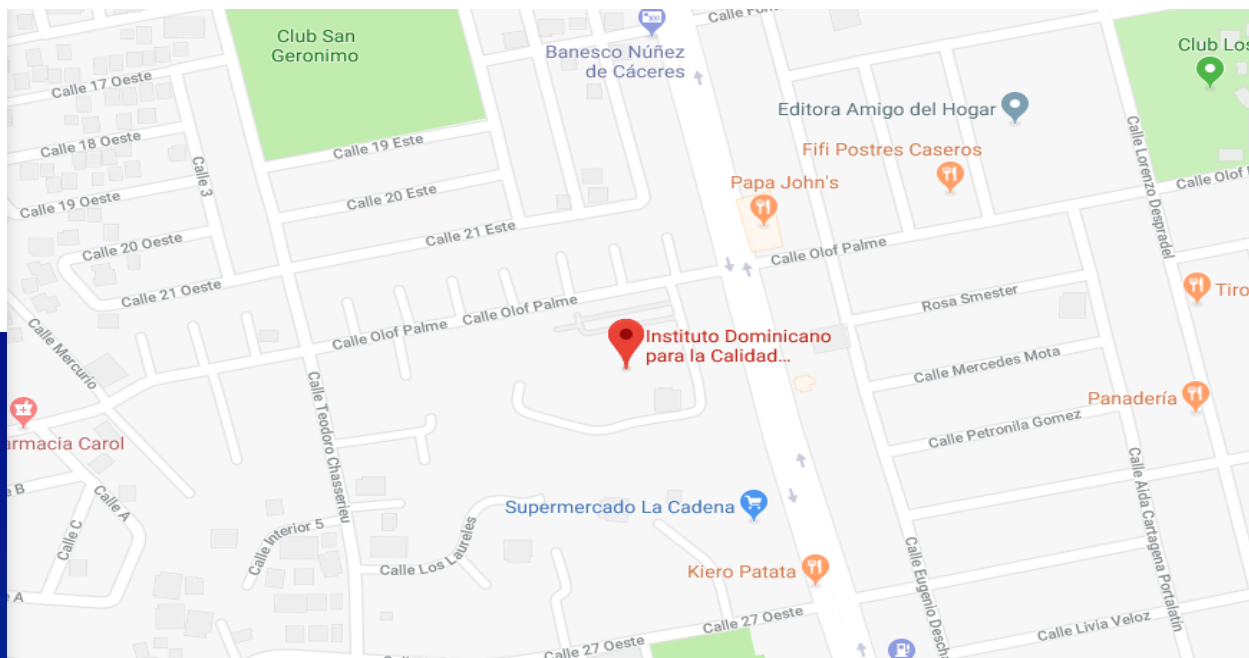 Calle 17 Oeste
Club San
Geronimo
Banesco Núñez
de Cáceres
Club Los
Editora Amigo del Hogar
Calle 18 Oeste
Calle 19 Este
Calle 3
Fifi Postres Caseros
Calle Lorenzo Despradel
Calle 19 Oeste
Calle 20 Este
Papa John's
Calle Olof
Calle 20 Oeste
Calle 21 Este
Calle Olof Palme
Calle 21 Oeste
Calle Mercurio
Calle Olof Palme
Calle Olof Palme
Rosa Smester
Tiro
Instituto Dominicano
para la Calidad...
Calle Mercedes Mota
Calle Teodoro Chasserieu
Panadería
armacia Carol
Calle Petronila Gomez
e B
Calle A
Calle C
Calle Interior 5
Calle Los Laureles
Supermercado La Cadena
Calle Aida Cartagena Portalatín
Kiero Patata
Calle Eugenio Descha
e A
Calle 27 Oeste
Calle 27 Oeste
Calle Livia Veloz